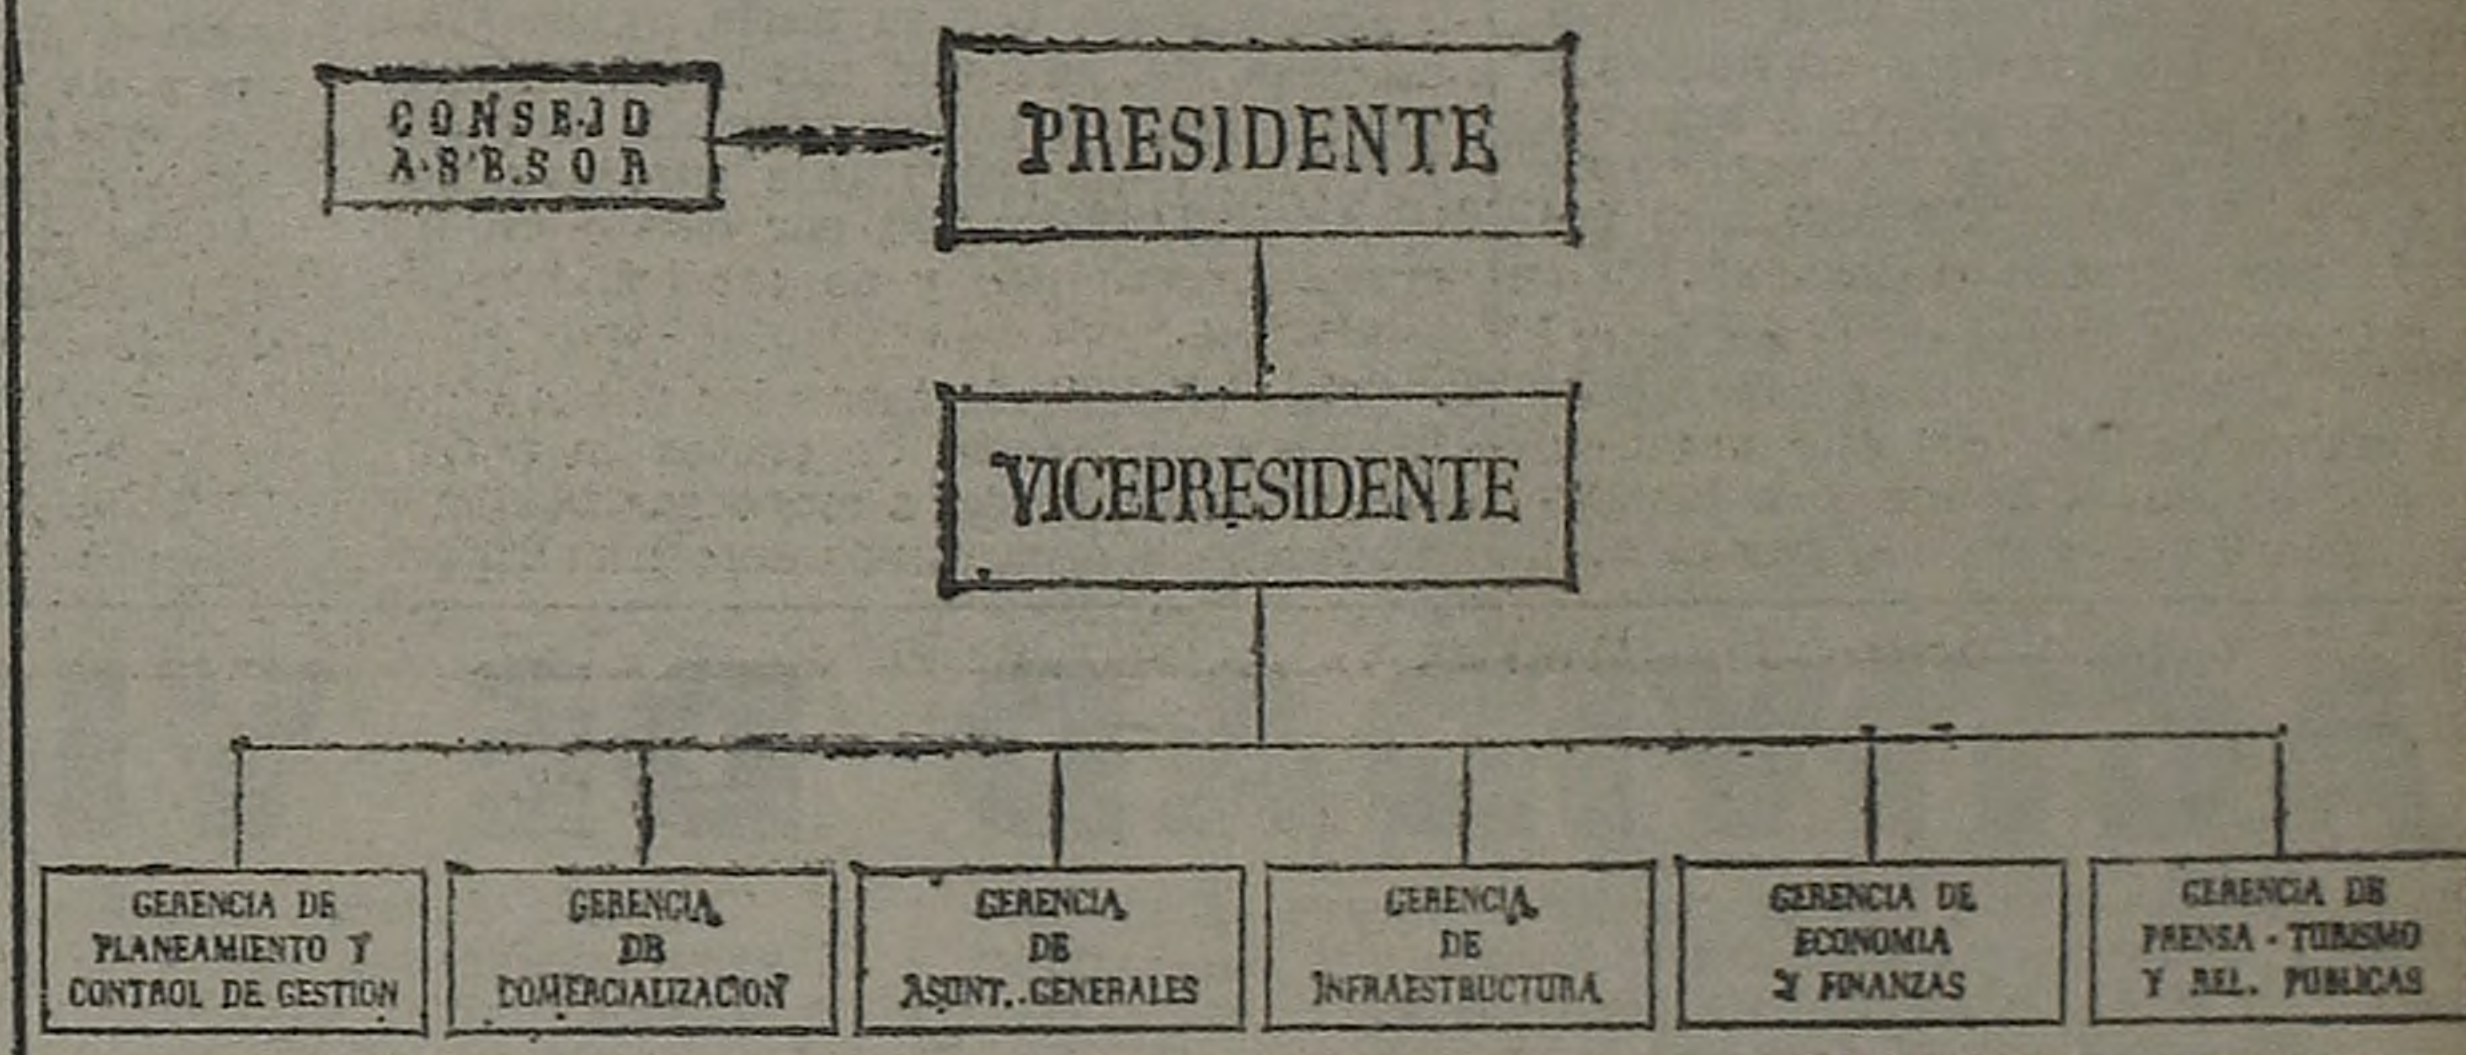 CONSEJO
ASESOR
PRESIDENTE
VICEPRESIDENTE
GERENCIA DE
PLANEAMIENTO Y
CONTROL DE GESTION
GERENCIA
DE
COMERCIALIZACION
GERENCIA
DE
ASUNT. GENERALES
GERENCIA
DE
INFRAESTRUCTURA
GERENCIA DE
ECONOMIA
Y FINANZAS
GERENCIA DE
PRENSA - TURISMO
Y REL. PUBLICAS